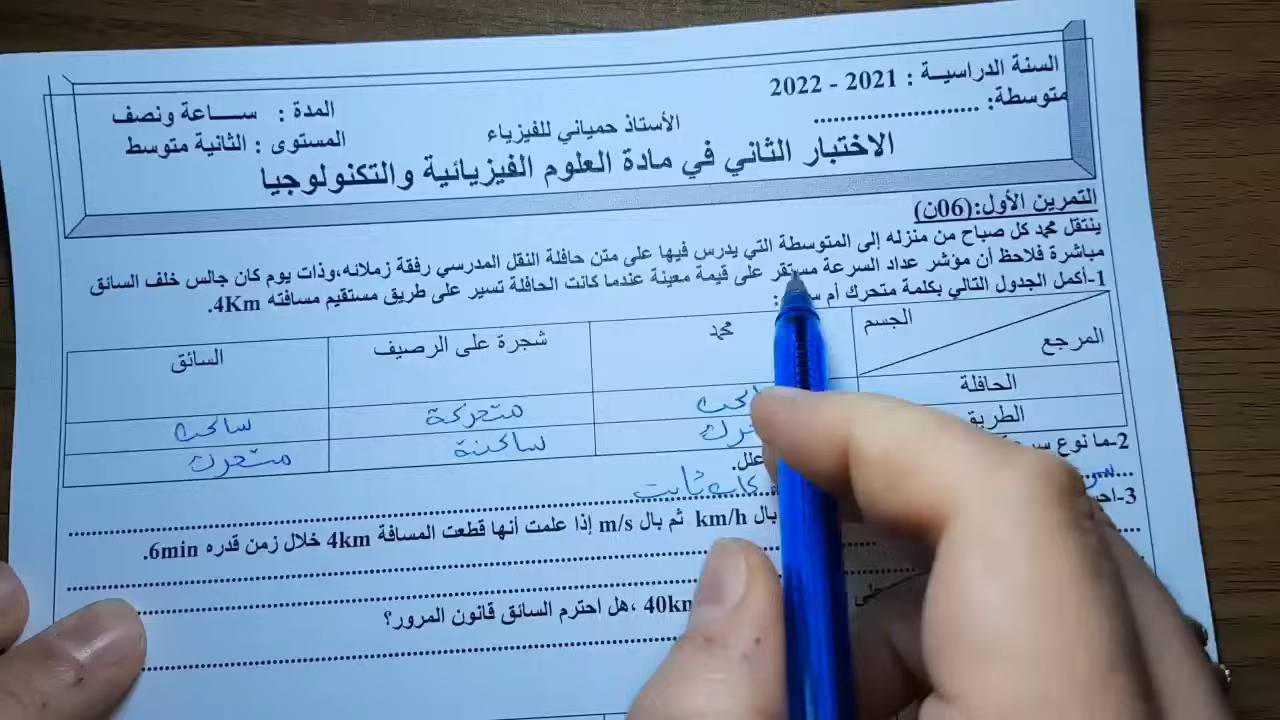 السنة الدراسيــة : 2021 - 2022
متوسطة: ......................
الأستاذ حمياني للفيزياء
المدة : ســـــاعة ونصف
المستوى : الثانية متوسط
الاختبار الثاني في مادة العلوم الفيزيائية والتكنولوجيا
التمرين الأول:(06ن)
ينتقل محمد كل صباح من منزله إلى المتوسطة التي يدرس فيها على متن حافلة النقل المدرسي رفقة زملائه،وذات يوم كان جالس خلف السائق
مباشرة فلاحظ أن مؤشر عداد السرعة مستقر على قيمة معينة عندما كانت الحافلة تسير على طريق مستقيم مسافته 4Km.
1-أكمل الجدول التالي بكلمة متحرك أم :
الجسم
المرجع
محمد
شجرة على الرصيف
السائق
الحافلة
متحركة
ساكن
الطريق
ساكنة
متحرك
2-ما نوع علل.
ثابت
3- بال km/h ثم بال m/s إذا علمت أنها قطعت المسافة 4km خلال زمن قدره 6min.
40km ،هل احترم السائق قانون المرور؟